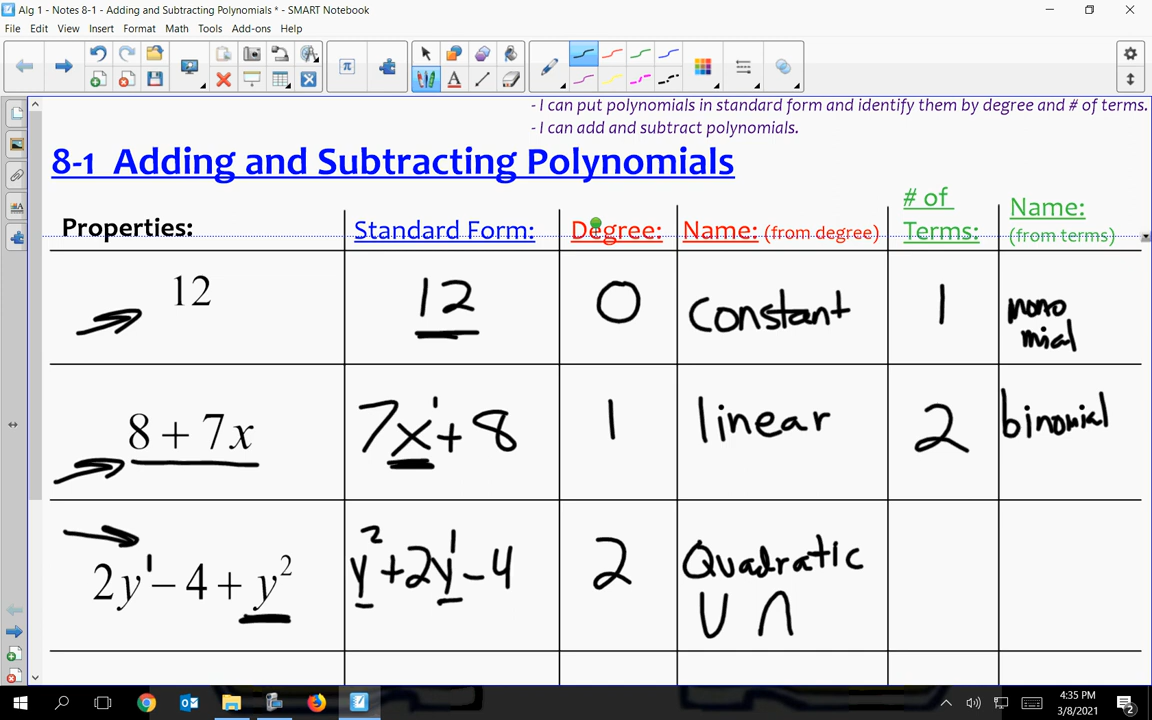 Alg 1 - Notes 8-1 - Adding and Subtracting Polynomials * - SMART Notebook
File Edit View Insert Format Math Tools Add-ons Help
- I can put polynomials in standard form and identify them by degree and # of terms.
- I can add and subtract polynomials.
8-1 Adding and Subtracting Polynomials
Properties: Standard Form: Degree: Name: (from degree) # of Terms: Name: (from terms)
12 12 0 constant 1 monomial
8 + 7x 7x¹ + 8 1 linear 2 binomial
2y¹ − 4 + y² y² + 2y¹ − 4 2 Quadratic
4:35 PM
3/8/2021
2